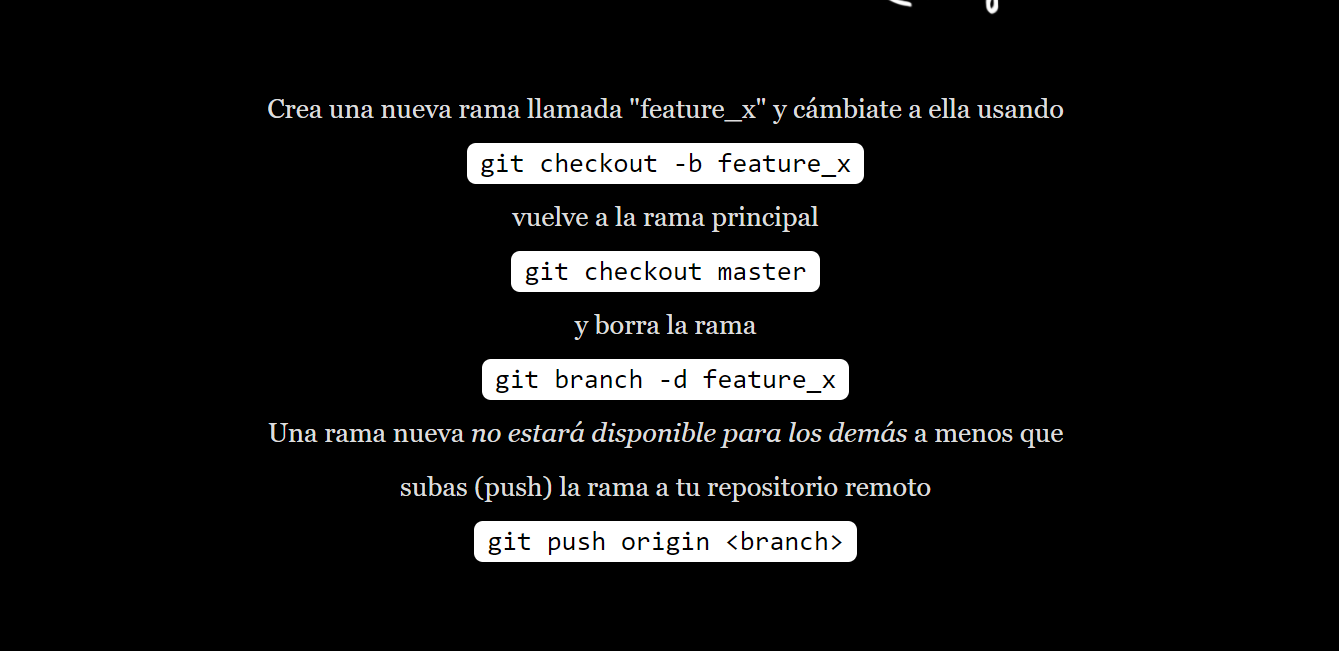 Crea una nueva rama llamada "feature_x" y cámbiate a ella usando
git checkout -b feature_x
vuelve a la rama principal
git checkout master
y borra la rama
git branch -d feature_x
Una rama nueva no estará disponible para los demás a menos que
subas (push) la rama a tu repositorio remoto
git push origin <branch>